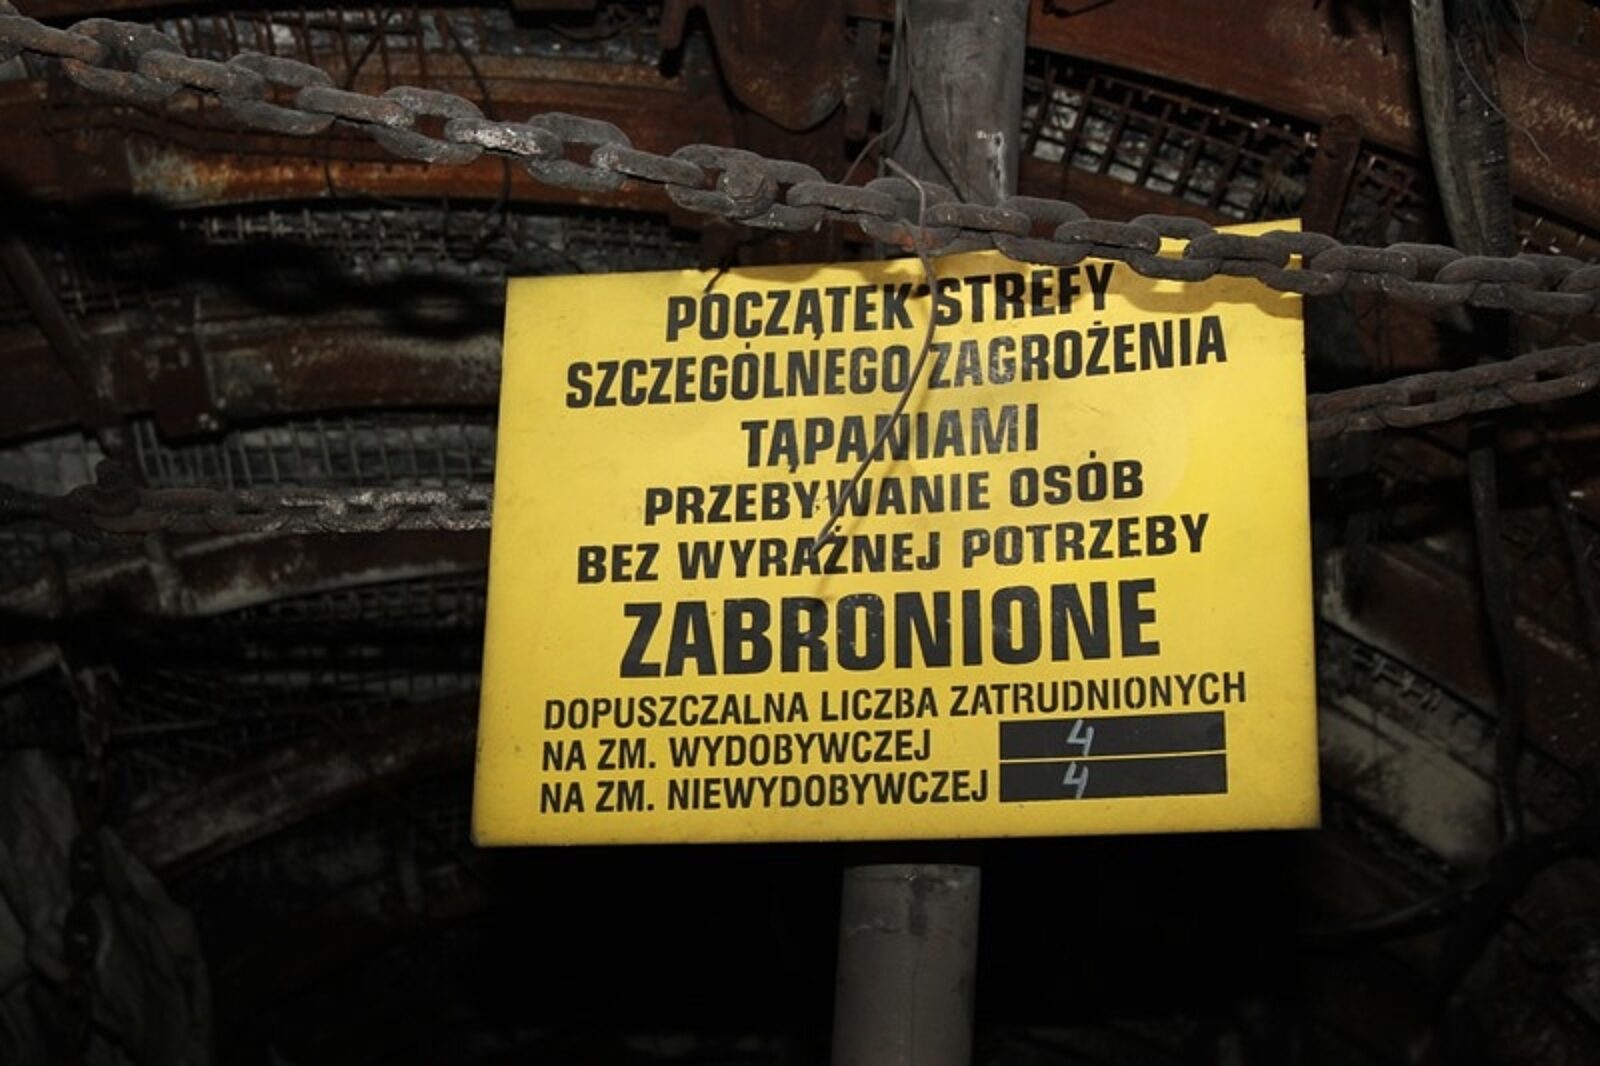 POCZĄTEK STREFY
SZCZEGÓLNEGO ZAGROŻENIA
TĄPANIAMI
PRZEBYWANIE OSÓB
BEZ WYRAŹNEJ POTRZEBY
ZABRONIONE
DOPUSZCZALNA LICZBA ZATRUDNIONYCH
NA ZM. WYDOBYWCZEJ 4
NA ZM. NIEWYDOBYWCZEJ 4